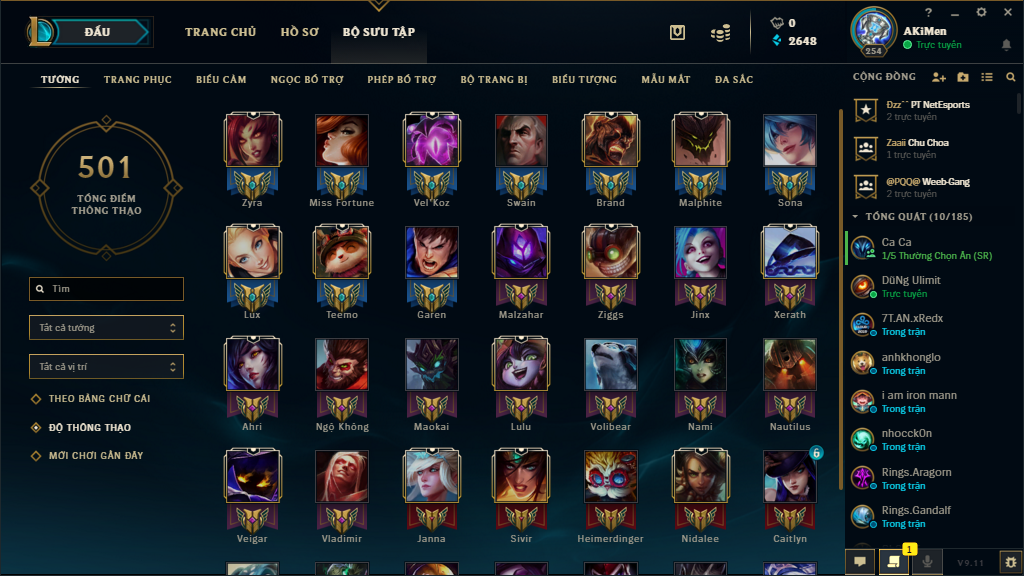 ĐẤU
TRANG CHỦ
HỒ SƠ
BỘ SƯU TẬP
0
2648
254
AKiMen
Trực tuyến
TƯỚNG
TRANG PHỤC
BIỂU CẢM
NGỌC BỔ TRỢ
PHÉP BỔ TRỢ
BỘ TRANG BỊ
BIỂU TƯỢNG
MẪU MẮT
ĐA SẮC
501
TỔNG ĐIỂM
THÔNG THẠO
Tìm
Tất cả tướng
Tất cả vị trí
THEO BẢNG CHỮ CÁI
ĐỘ THÔNG THẠO
MỚI CHƠI GẦN ĐÂY
Zyra
Miss Fortune
Vel'Koz
Swain
Brand
Malphite
Sona
Lux
Teemo
Garen
Malzahar
Ziggs
Jinx
Xerath
Ahri
Ngộ Không
Maokai
Lulu
Volibear
Nami
Nautilus
6
Veigar
Vladimir
Janna
Sivir
Heimerdinger
Nidalee
Caitlyn
CỘNG ĐỒNG
Đzz˜˜ PT NetEsports
2 trực tuyến
Zaaii Chu Choa
1 trực tuyến
@PQQ@ Weeb-Gang
2 trực tuyến
TỔNG QUÁT (10/185)
Ca Ca
1/5 Thường Chọn Ẩn (SR)
DũNg Ulimit
Trực tuyến
7T.AN.xRedx
Trong trận
anhkhonglo
Trong trận
i am iron mann
Trong trận
nhocck0n
Trong trận
Rings.Aragorn
Trong trận
Rings.Gandalf
Trong trận
1
V9.11